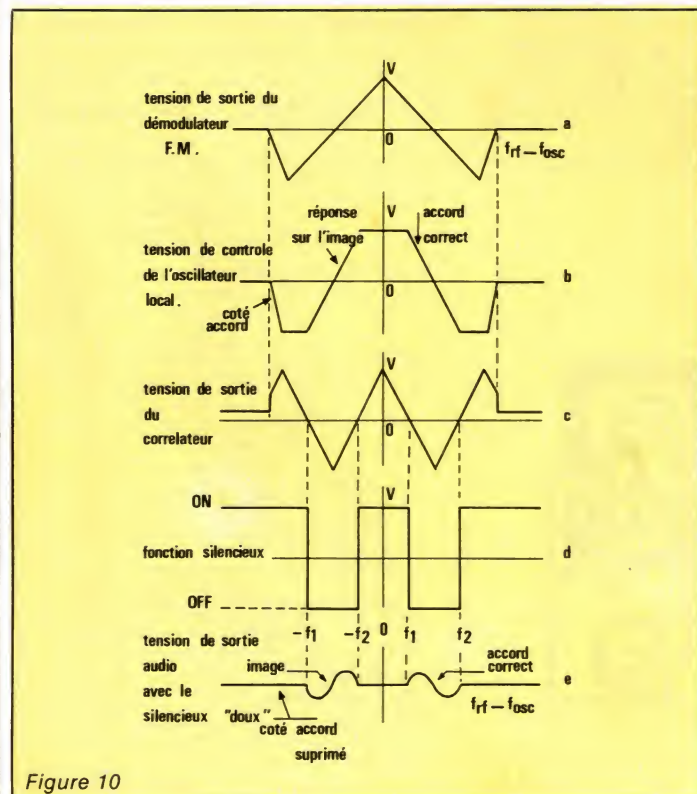 V
tension de sortie du
démodulateur
F.M.
0
a
frf — fosc
réponse
sur l'image
V
accord
correct
tension de controle
de l'oscillateur
local.
0
b
coté
accord
tension de sortie
du
correlateur
V
0
c
ON
V
fonction silencieux
d
OFF
-f1
-f2
0
f1
f2
tension de sortie
audio
avec le
silencieux "doux"
image
accord
correct
e
coté accord
suprimé
frf — fosc
Figure 10